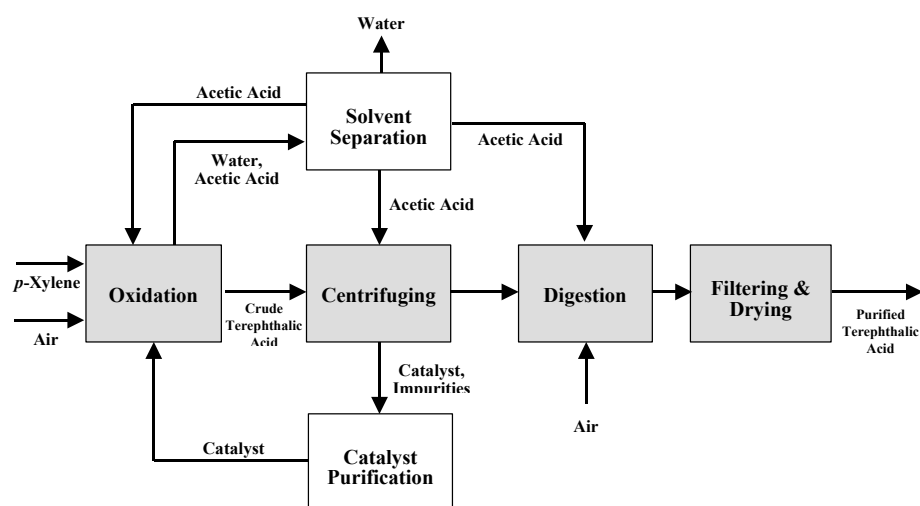 Water
Acetic Acid
Solvent
Separation
Acetic Acid
Water,
Acetic Acid
Acetic Acid
p-Xylene
Oxidation
Centrifuging
Digestion
Filtering &
Drying
Air
Crude
Terephthalic
Acid
Purified
Terephthalic
Acid
Catalyst,
Impurities
Air
Catalyst
Catalyst
Purification